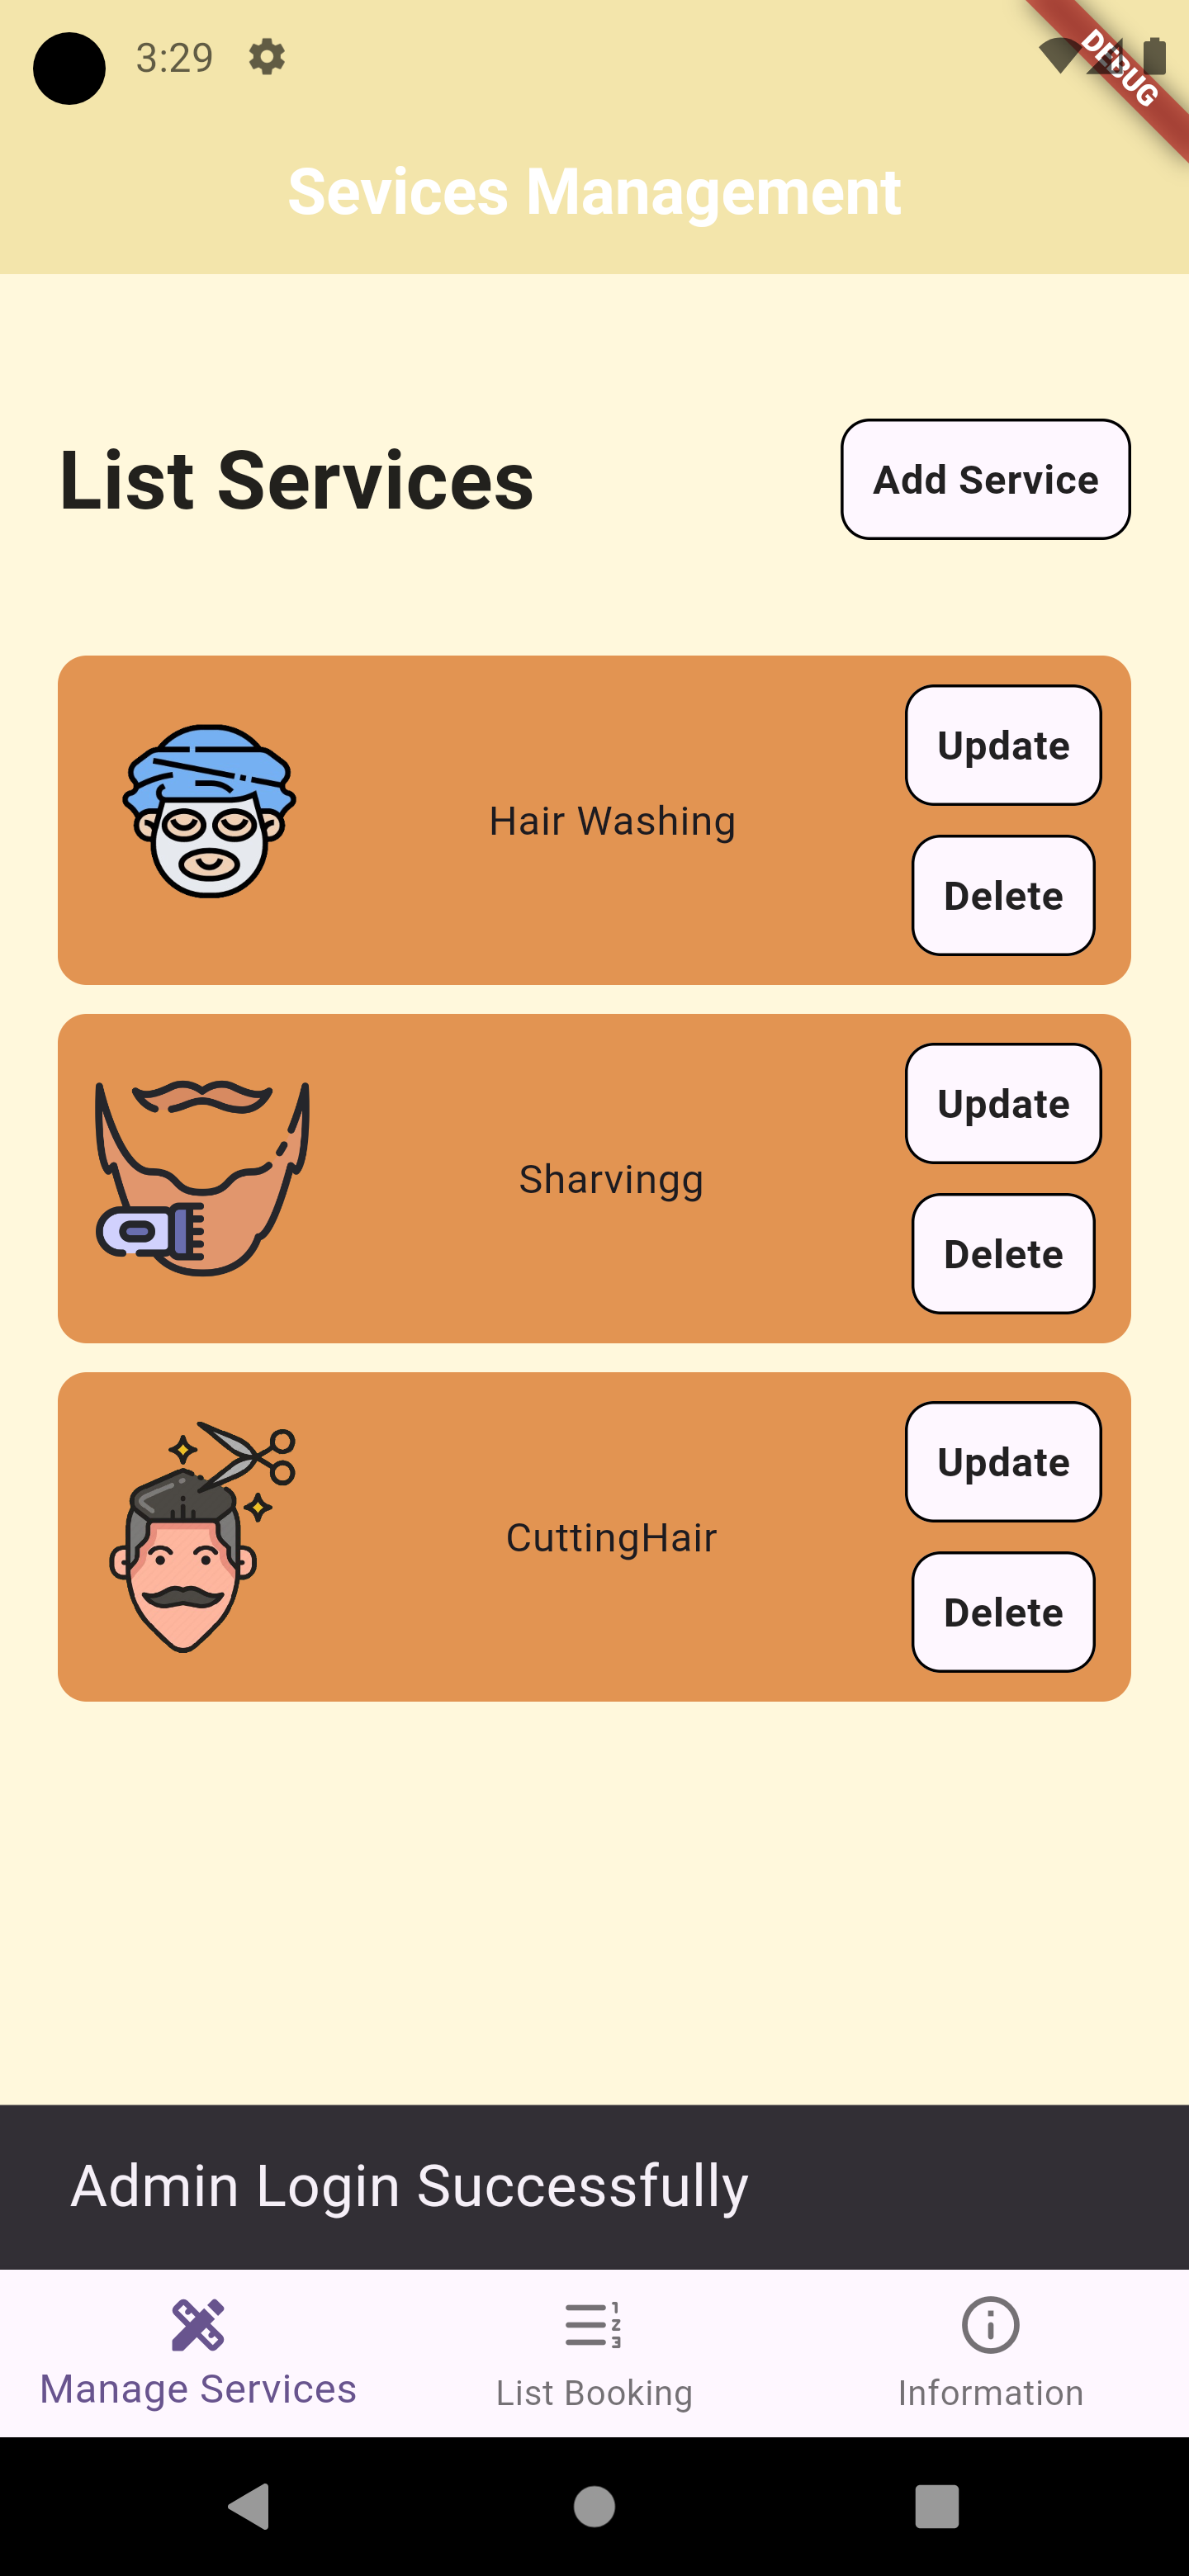 3:29
DEBUG
Sevices Management
List Services
Add Service
Update
Hair Washing
Delete
Update
Sharvingg
Delete
Update
CuttingHair
Delete
Admin Login Successfully
Manage Services
List Booking
Information